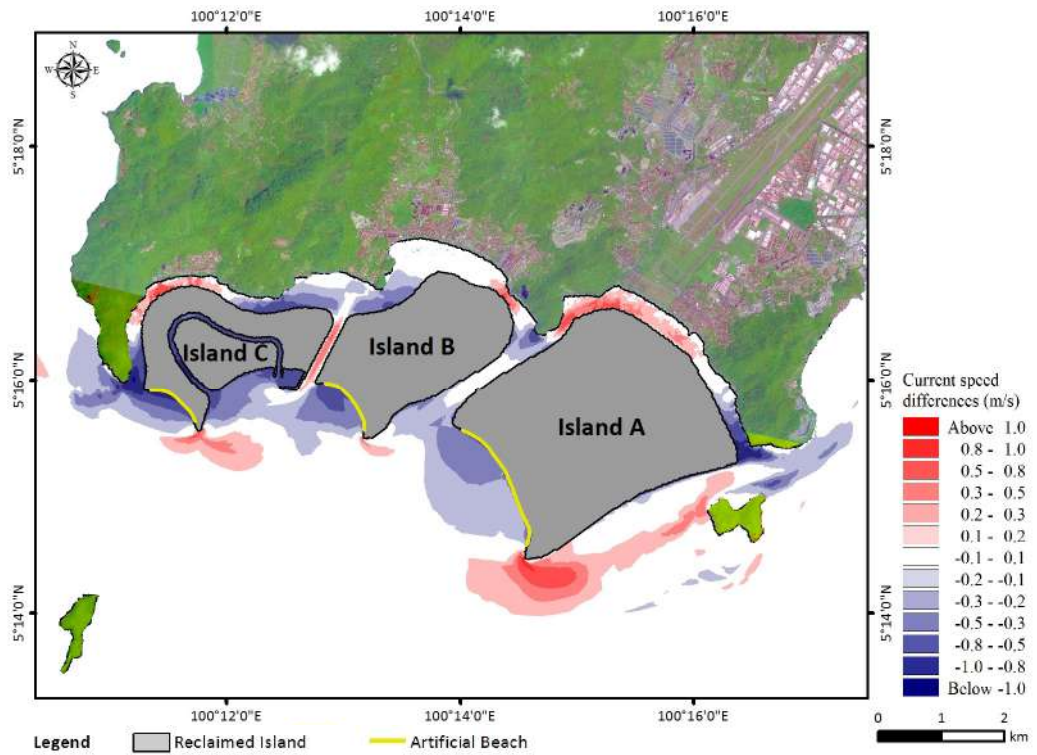 100°12'0"E 100°14'0"E 100°16'0"E
N
W E
S
5°18'0"N 5°18'0"N
Island C
Island B
5°16'0"N 5°16'0"N
Island A
Current speed
differences (m/s)
Above 1.0
0.8 - 1.0
0.5 - 0.8
0.3 - 0.5
0.2 - 0.3
0.1 - 0.2
-0.1 - 0.1
-0.2 - -0.1
-0.3 - -0.2
-0.5 - -0.3
-0.8 - -0.5
-1.0 - -0.8
Below -1.0
5°14'0"N 5°14'0"N
100°12'0"E 100°14'0"E 100°16'0"E
0 1 2
km
Legend Reclaimed Island Artificial Beach